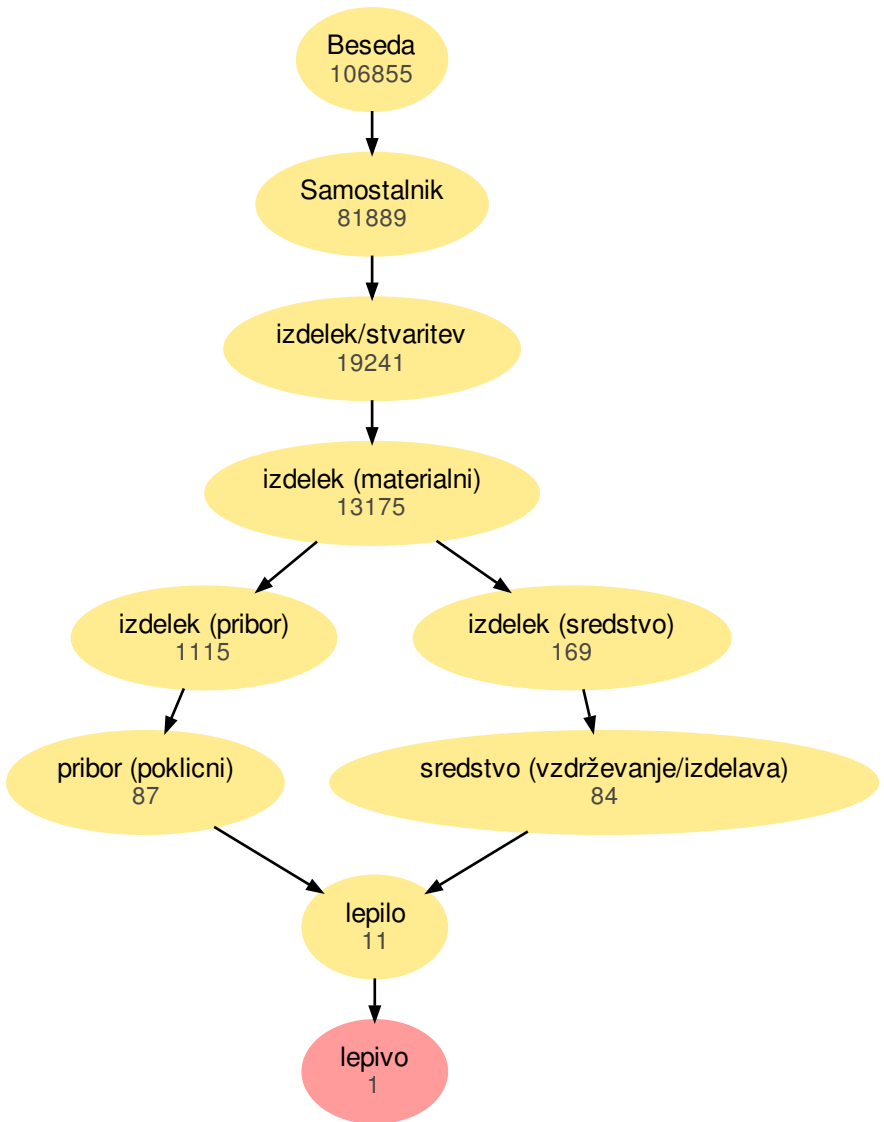 Beseda
106855
Samostalnik
81889
izdelek/stvaritev
19241
izdelek (materialni)
13175
izdelek (pribor)
1115
izdelek (sredstvo)
169
pribor (poklicni)
87
sredstvo (vzdrževanje/izdelava)
84
lepilo
11
lepivo
1